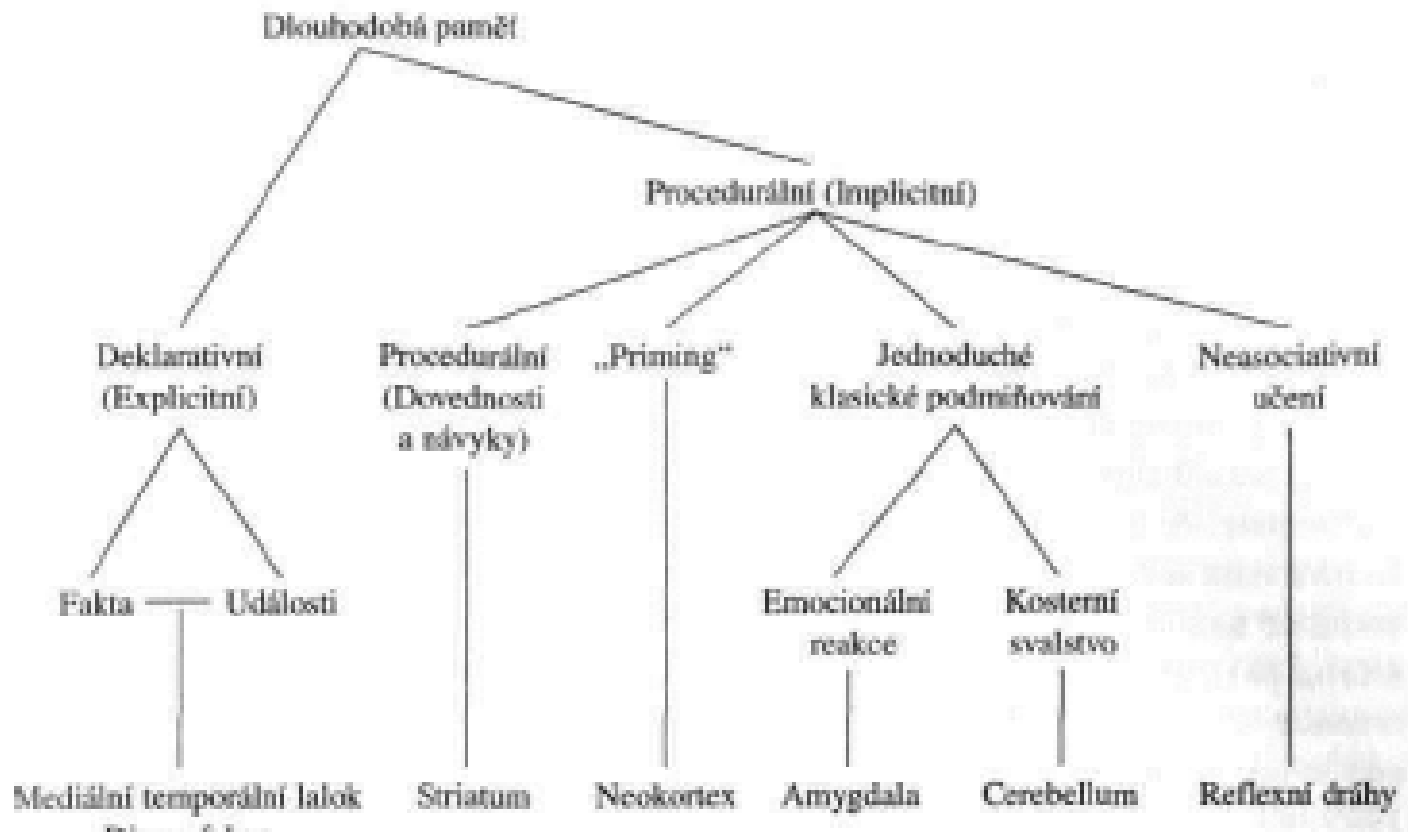 Dlouhodobá paměť
Procedurální (Implicitní)
Deklarativní
(Explicitní)
Procedurální
(Dovednosti
a návyky)
„Priming“
Jednoduché
klasické podmiňování
Neasociativní
učení
Fakta
Události
Emocionální
reakce
Kosterní
svalstvo
Mediální temporální lalok
Striatum
Neokortex
Amygdala
Cerebellum
Reflexní dráhy